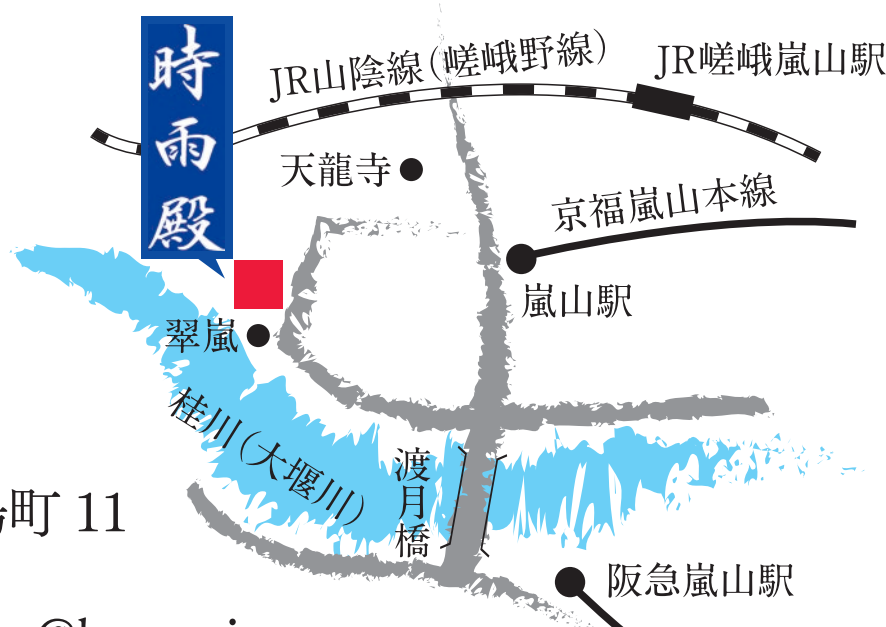 時雨殿
JR山陰線(嵯峨野線)
JR嵯峨嵐山駅
天龍寺
京福嵐山本線
嵐山駅
翠嵐
桂川(大堰川)
渡月橋
町 11
阪急嵐山駅